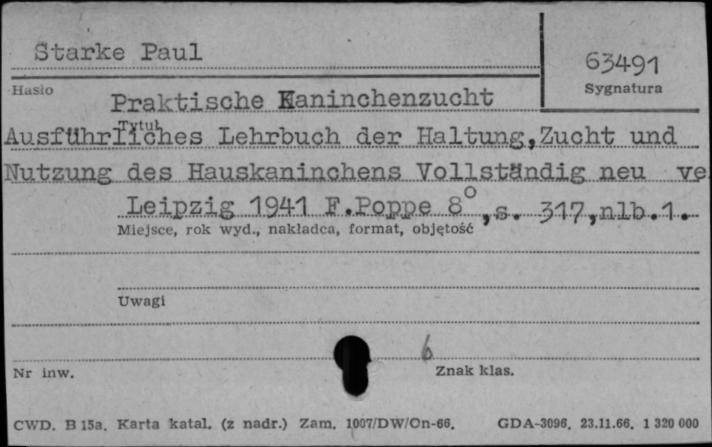 Starke Paul
63491
Hasło
Sygnatura
Praktische Kaninchenzucht
Tytuł
Ausführliches Lehrbuch der Haltung,Zucht und
Nutzung des Hauskaninchens Vollständig neu ve
Leipzig 1941 F.Poppe 8°,s. 317,nlb.1.
Miejsce, rok wyd., nakładca, format, objętość
Uwagi
6
Nr inw.
Znak klas.
CWD. B 15a. Karta katal. (z nadr.) Zam. 1007/DW/On-66. GDA-3096. 23.11.66. 1 320 000